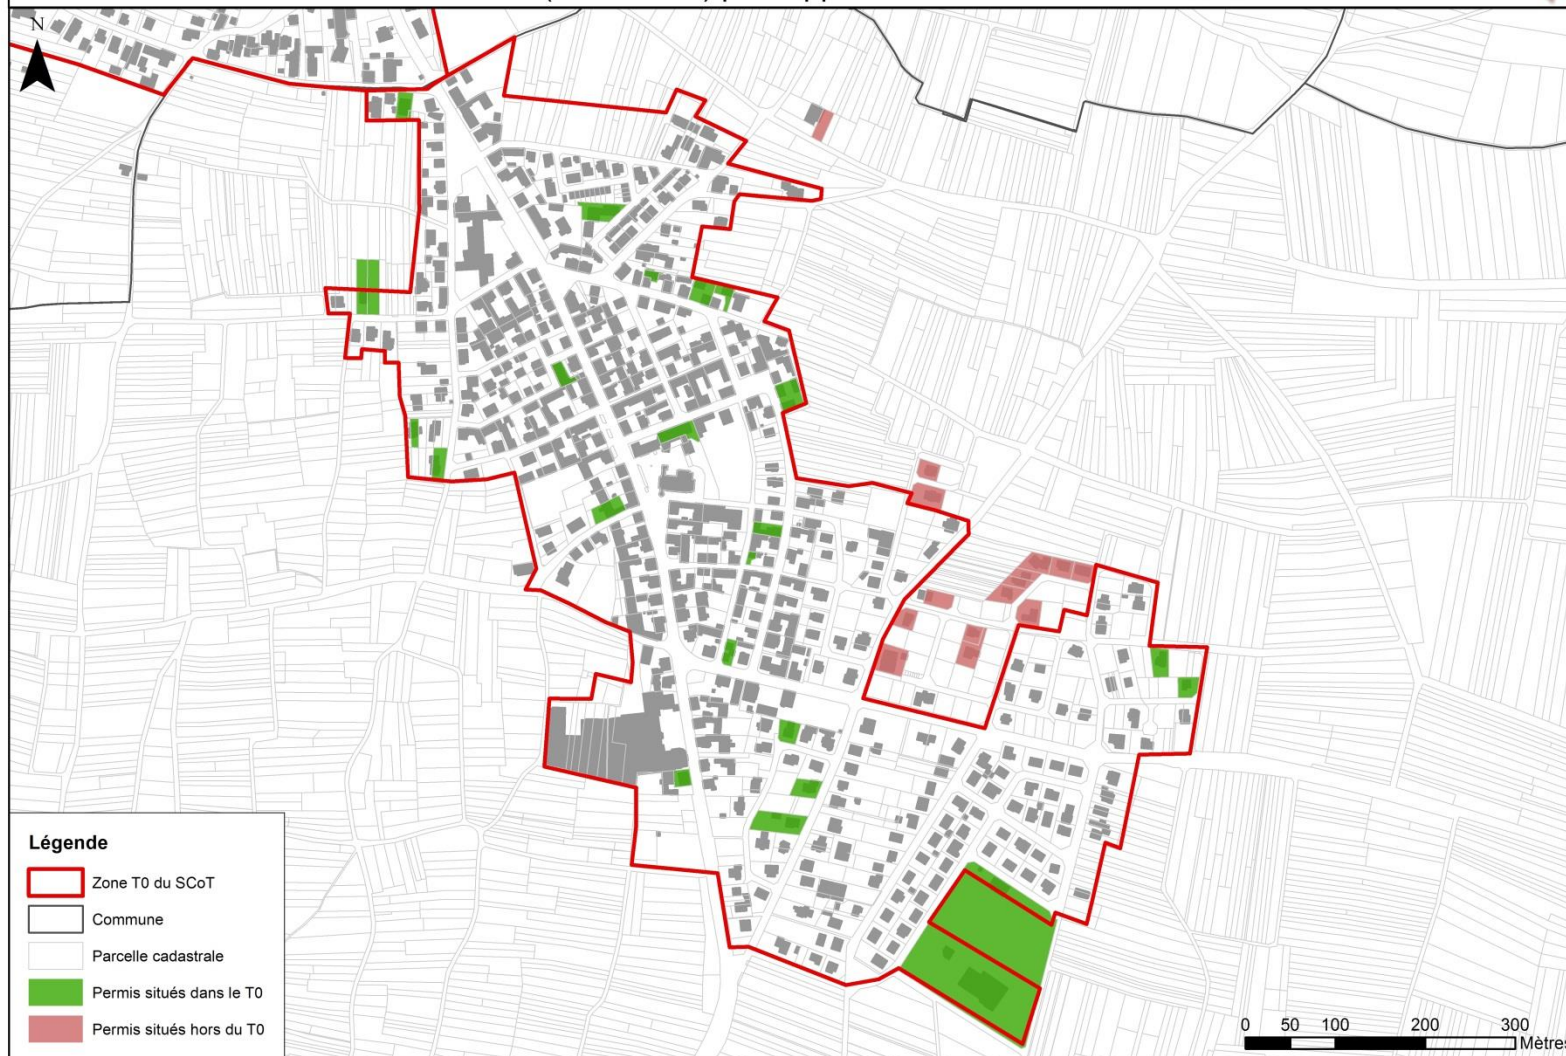 N
Légende
Zone T0 du SCoT
Commune
Parcelle cadastrale
Permis situés dans le T0
Permis situés hors du T0
0 50 100 200 300
Mètres